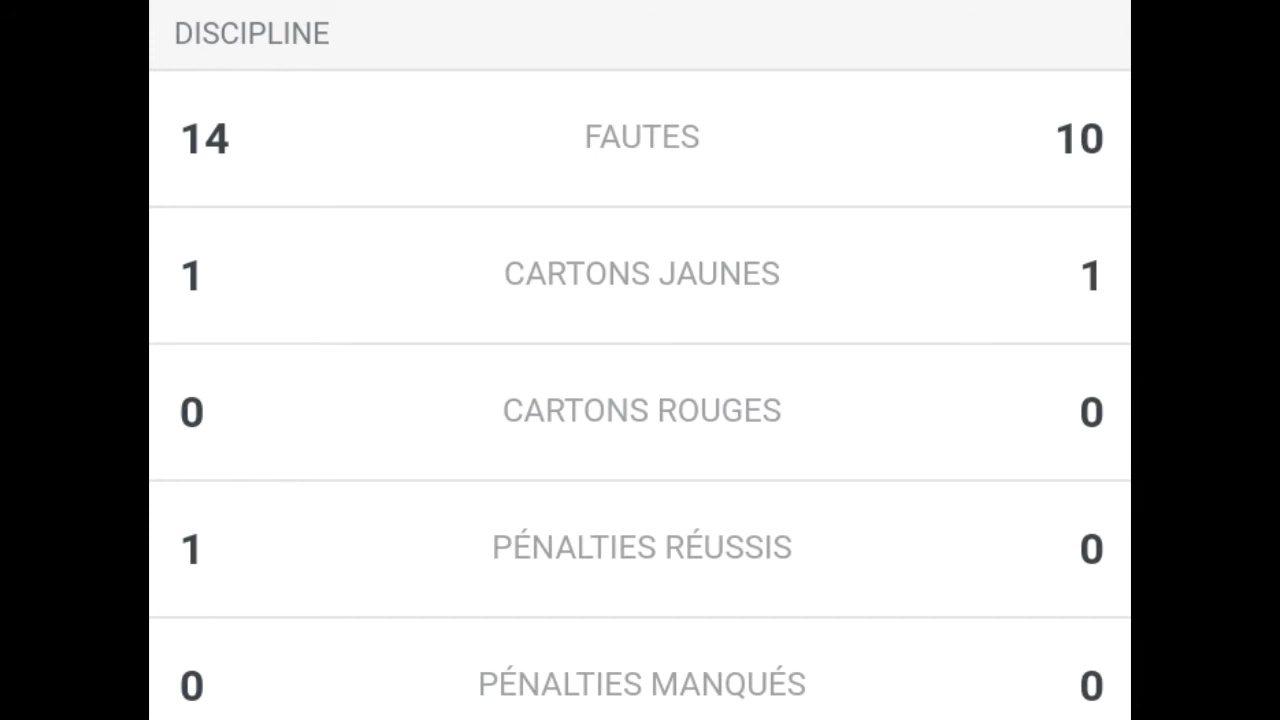 DISCIPLINE
14 FAUTES 10
1 CARTONS JAUNES 1
0 CARTONS ROUGES 0
1 PÉNALTIES RÉUSSIS 0
0 PÉNALTIES MANQUÉS 0